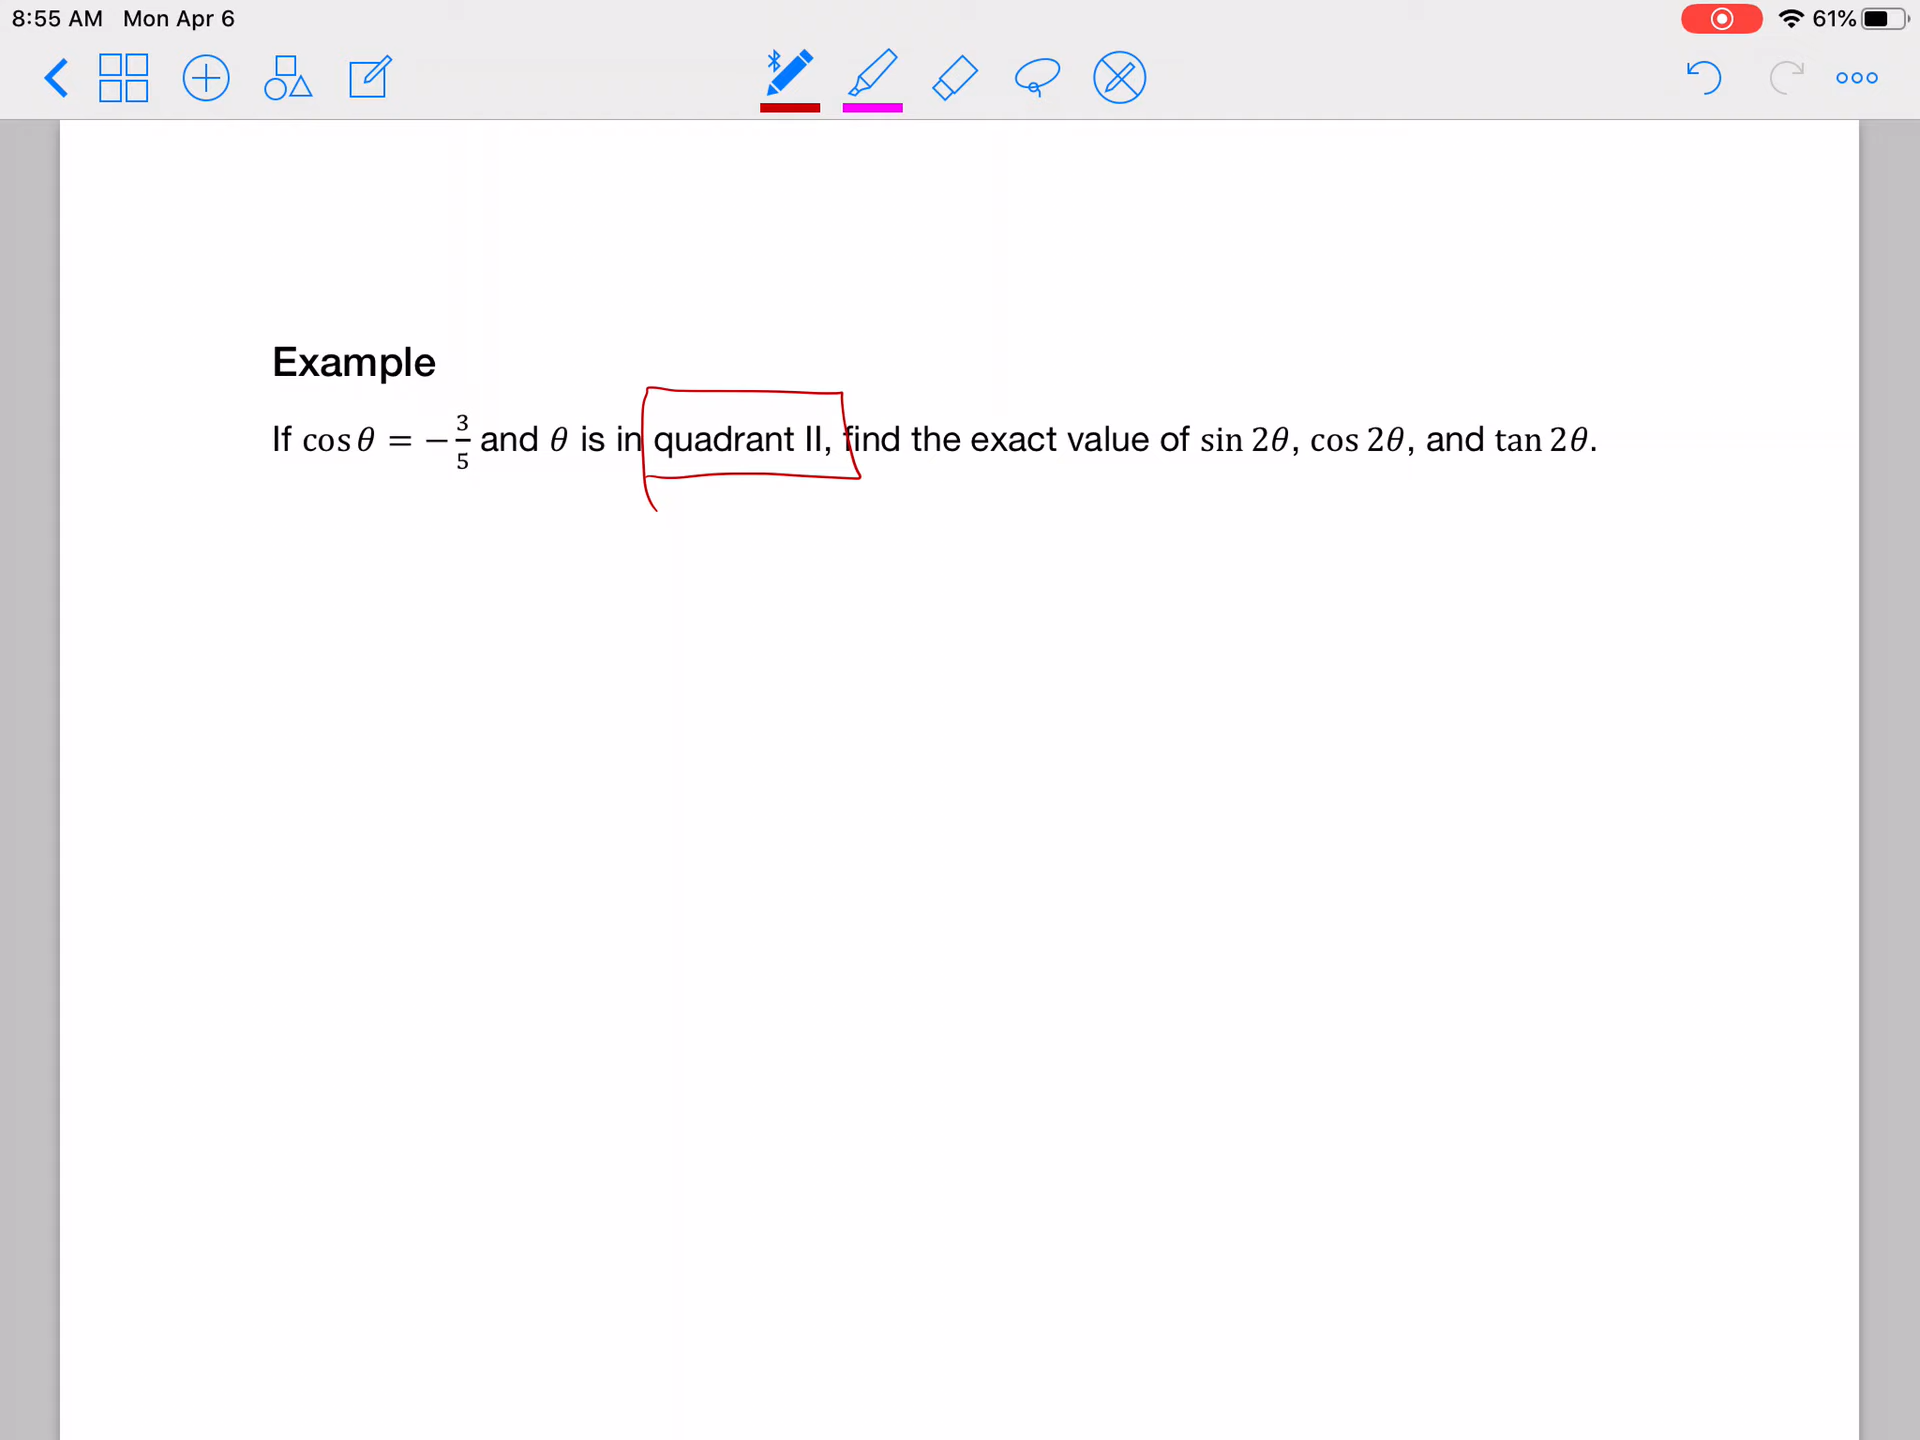 8:55 AM Mon Apr 6 61%
Example
If cos θ = −3/5 and θ is in quadrant II, find the exact value of sin 2θ, cos 2θ, and tan 2θ.